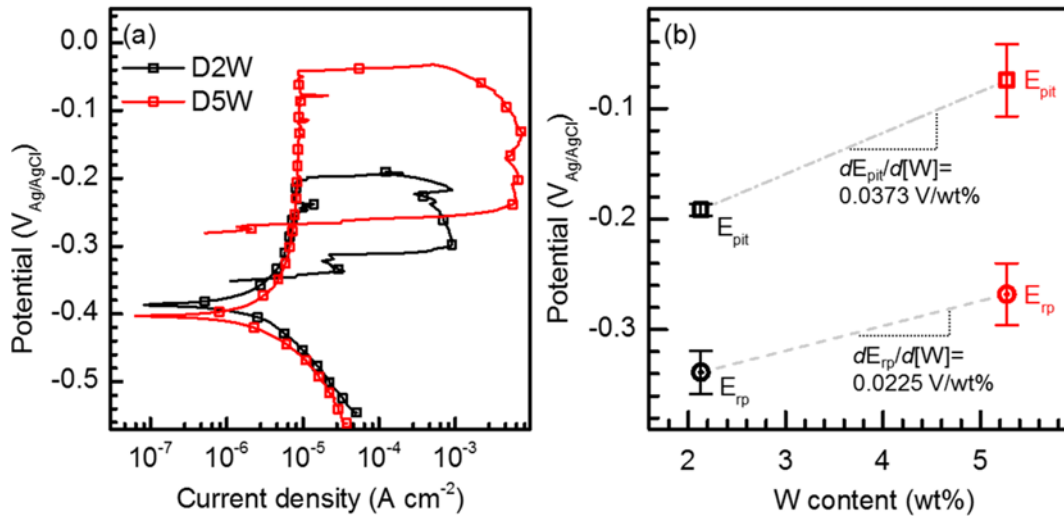 (a)
D2W
D5W
0.0
-0.1
-0.2
-0.3
-0.4
-0.5
Potential (V_Ag/AgCl)
10^-7
10^-6
10^-5
10^-4
10^-3
10^-2
Current density (A cm^-2)
(b)
E_pit
dE_pit/d[W]=
0.0373 V/wt%
E_pit
E_rp
dE_rp/d[W]=
0.0225 V/wt%
E_rp
-0.1
-0.2
-0.3
Potential (V_Ag/AgCl)
2
3
4
5
W content (wt%)